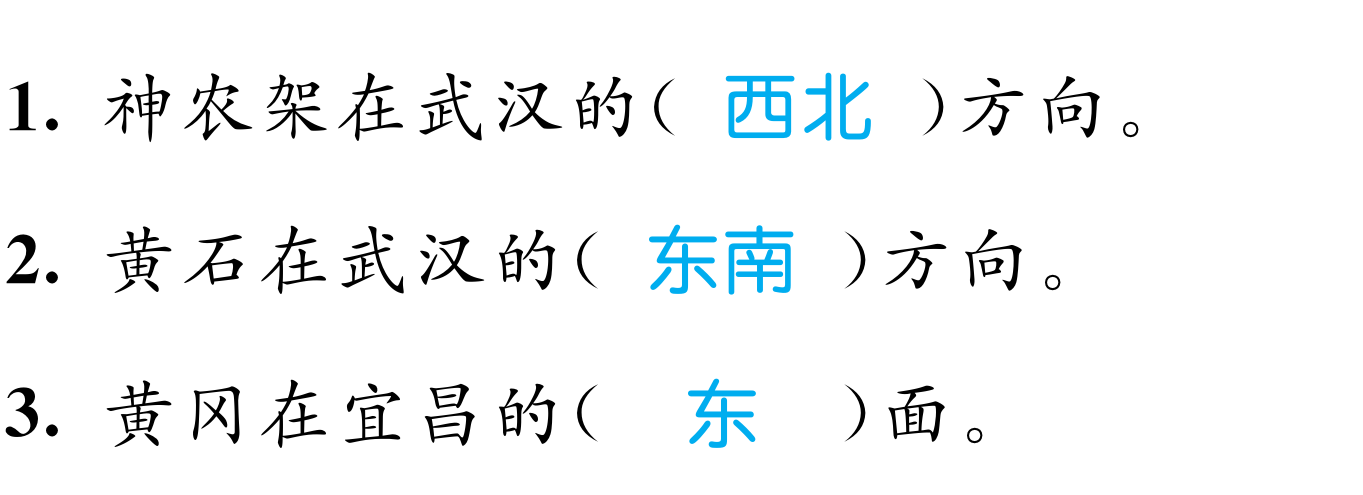 1. 神农架在武汉的( 西北 )方向。
2. 黄石在武汉的( 东南 )方向。
3. 黄冈在宜昌的( 东 )面。